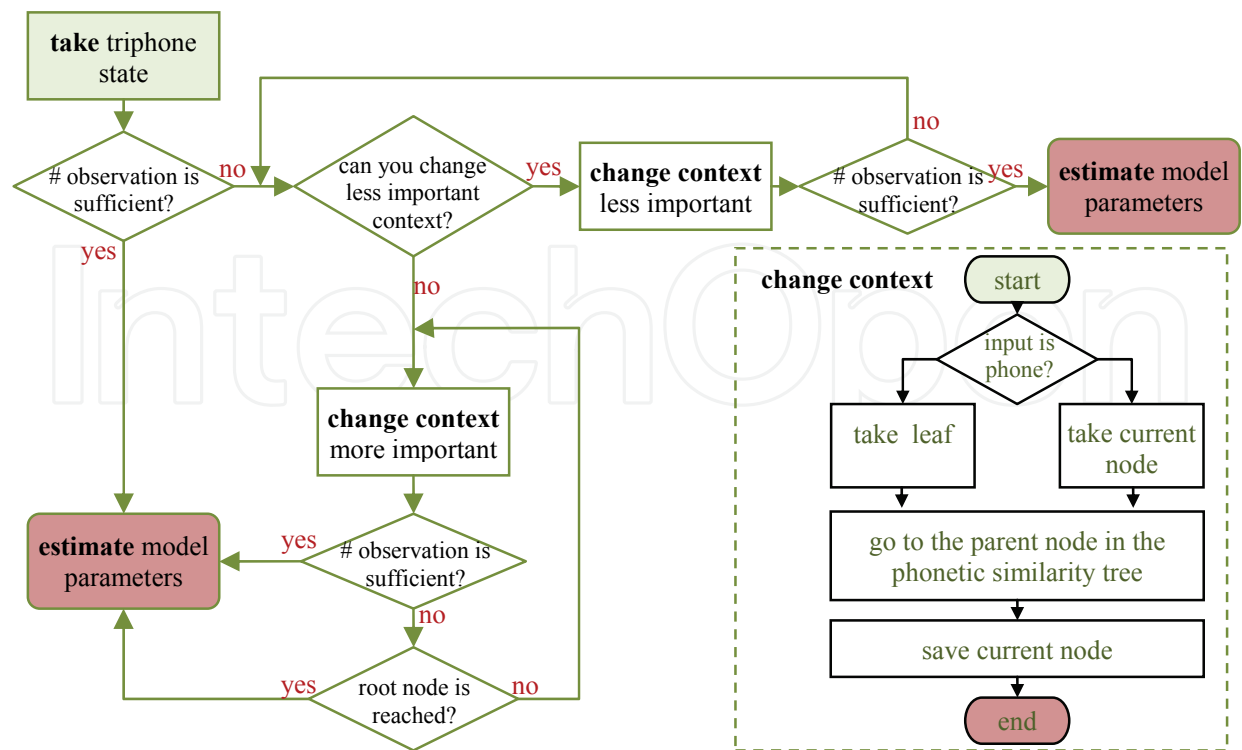 take triphone
state
# observation is
sufficient?
no
yes
can you change
less important
context?
yes
no
change context
less important
# observation is
sufficient?
no
yes
estimate model
parameters
change context
more important
# observation is
sufficient?
yes
no
estimate model
parameters
root node is
reached?
yes
no
change context
start
input is
phone?
take leaf
take current
node
go to the parent node in the
phonetic similarity tree
save current node
end
IntechOpen